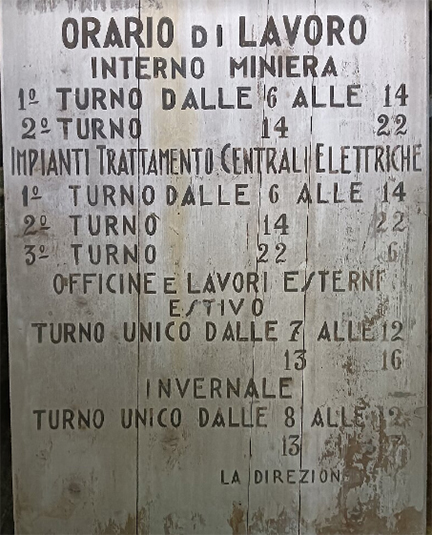 ORARIO DI LAVORO
INTERNO MINIERA
1º TURNO DALLE 6 ALLE 14
2º TURNO 14 22
IMPIANTI TRATTAMENTO CENTRALI ELETTRICHE
1º TURNO DALLE 6 ALLE 14
2º TURNO 14 22
3º TURNO 22 6
OFFICINE E LAVORI ESTERNI
ESTIVO
TURNO UNICO DALLE 7 ALLE 12
13 16
INVERNALE
TURNO UNICO DALLE 8 ALLE 12
13
LA DIREZION